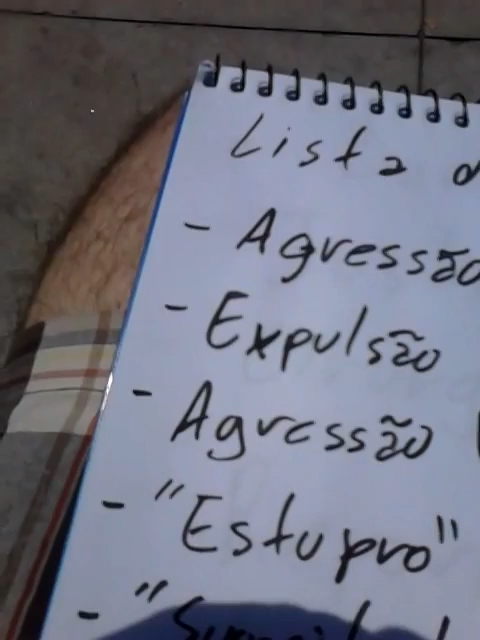 Lista
- Agressão
- Expulsão
- Agressão
- "Estupro"